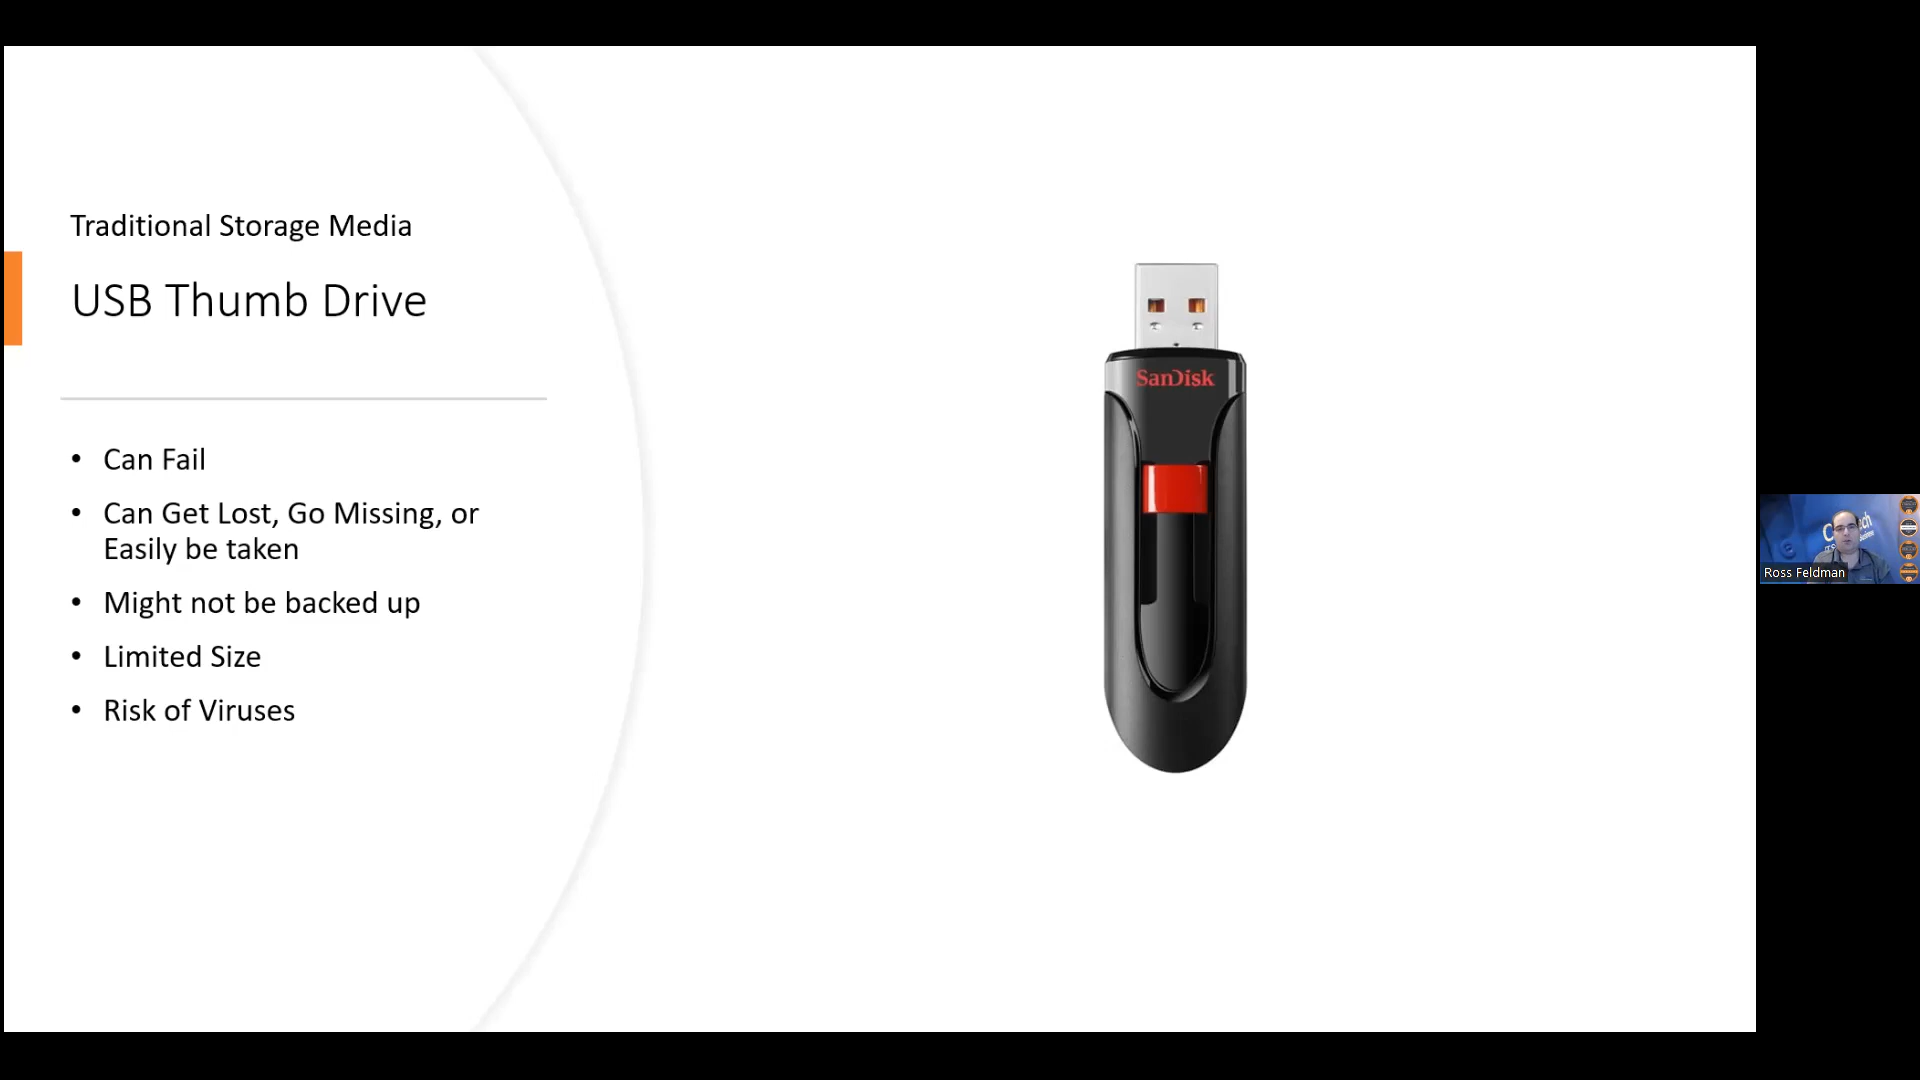 Traditional Storage Media
USB Thumb Drive
• Can Fail
• Can Get Lost, Go Missing, or
Easily be taken
• Might not be backed up
• Limited Size
• Risk of Viruses
SanDisk
Ross Feldman